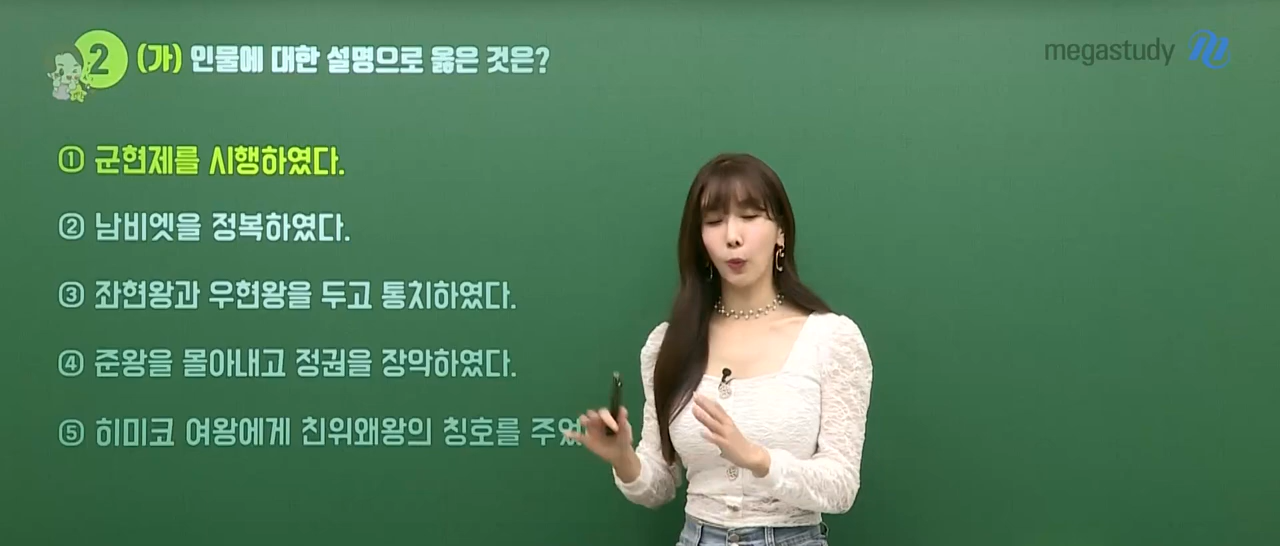 2 (가) 인물에 대한 설명으로 옳은 것은?
megastudy
① 군현제를 시행하였다.
② 남비엣을 정복하였다.
③ 좌현왕과 우현왕을 두고 통치하였다.
④ 준왕을 몰아내고 정권을 장악하였다.
⑤ 히미코 여왕에게 친위왜왕의 칭호를